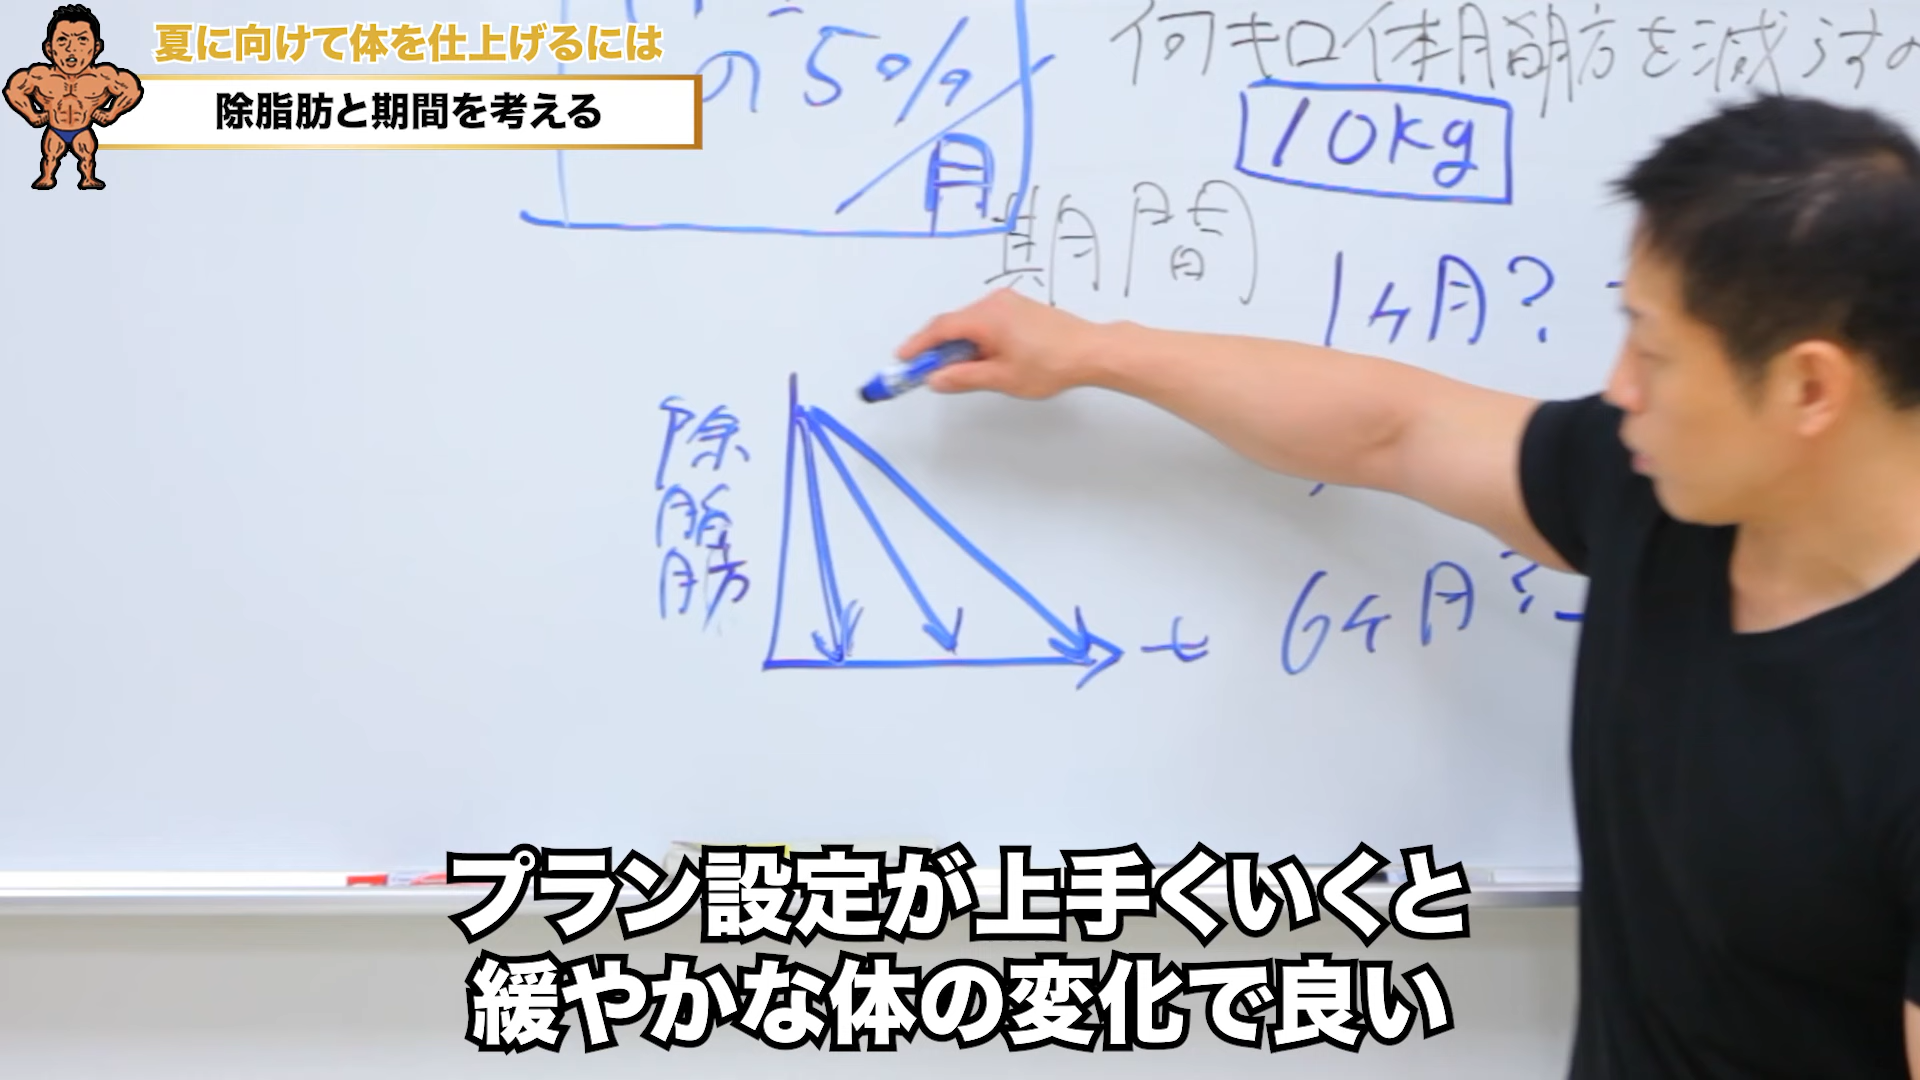 夏に向けて体を仕上げるには
除脂肪と期間を考える
の5%/月
何キロ体脂肪を減らすの
10kg
期間
1ヶ月?
6ヶ月?
除脂肪
t
プラン設定が上手くいくと
緩やかな体の変化で良い